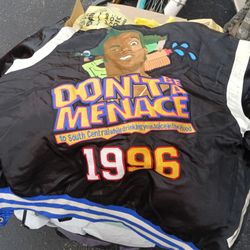 DON'T BE
A
MENACE
to South Central while drinking your juice in the hood
1996